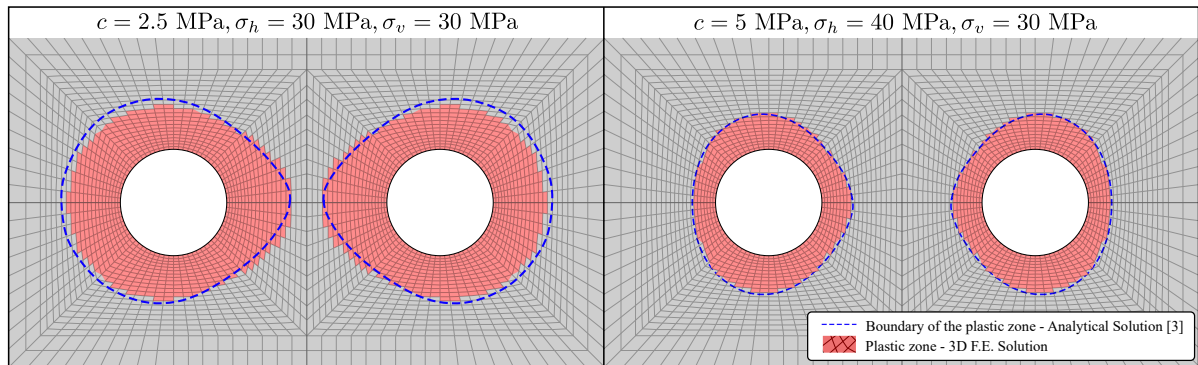 c = 2.5 MPa, σ_h = 30 MPa, σ_v = 30 MPa
c = 5 MPa, σ_h = 40 MPa, σ_v = 30 MPa
Boundary of the plastic zone - Analytical Solution [3]
Plastic zone - 3D F.E. Solution